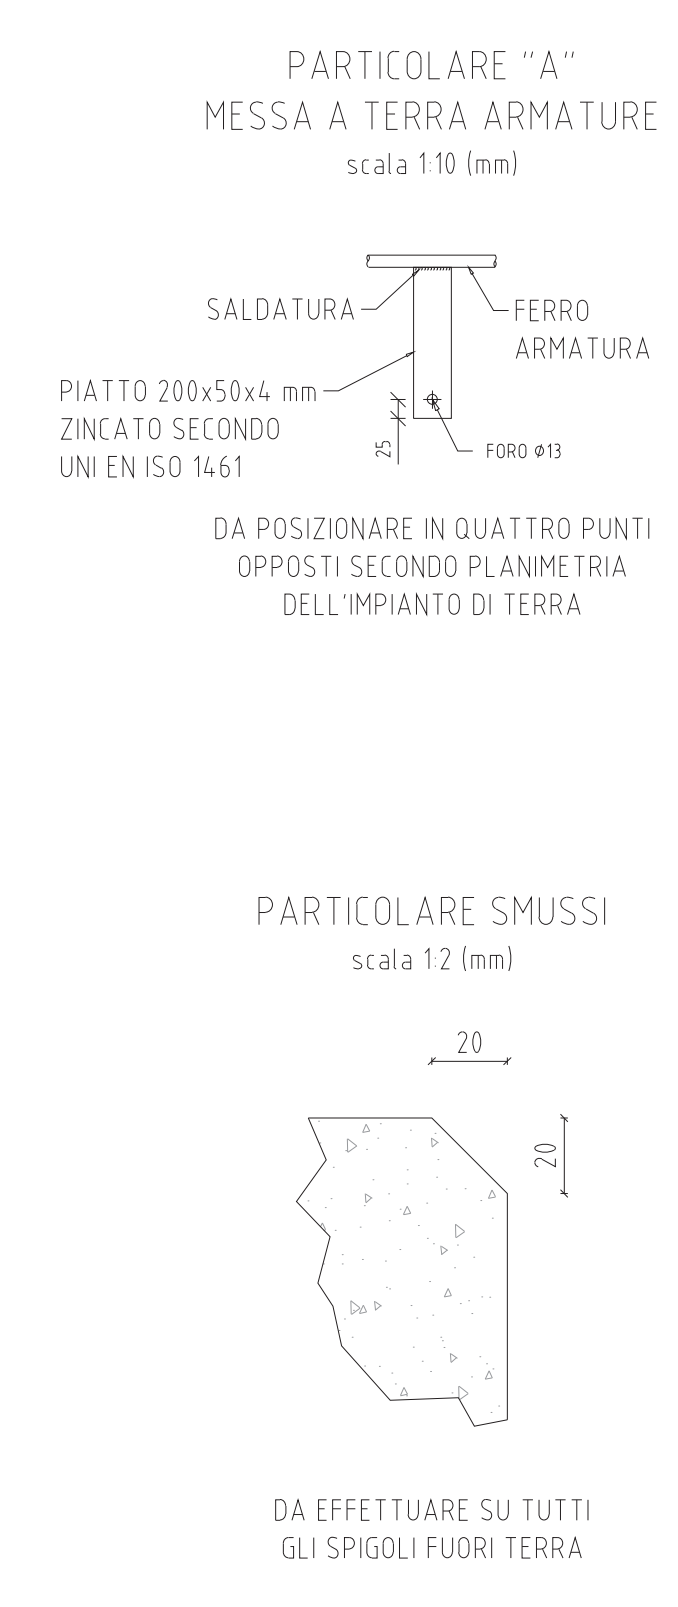 PARTICOLARE "A"
MESSA A TERRA ARMATURE
scala 1:10 (mm)
SALDATURA
FERRO
ARMATURA
PIATTO 200x50x4 mm
ZINCATO SECONDO
UNI EN ISO 1461
25
FORO ø13
DA POSIZIONARE IN QUATTRO PUNTI
OPPOSTI SECONDO PLANIMETRIA
DELL'IMPIANTO DI TERRA
PARTICOLARE SMUSSI
scala 1:2 (mm)
20
20
DA EFFETTUARE SU TUTTI
GLI SPIGOLI FUORI TERRA